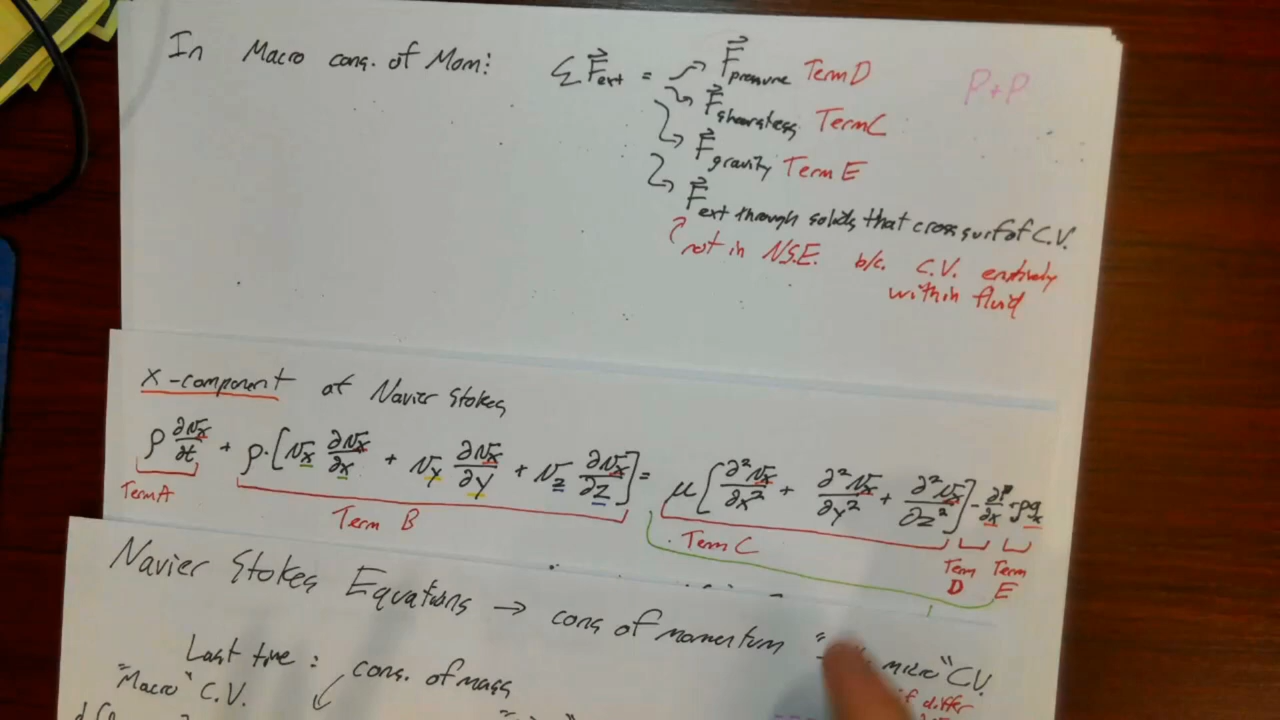 In Macro cons. of Mom: Σ F⃗ext = F⃗pressure Term D
P+P
F⃗shearstress Term C
F⃗gravity Term E
F⃗ext through solids that cross surf of C.V.
not in N.S.E. b/c. C.V. entirely
within fluid
X-component of Navier Stokes
ρ ∂Vx/∂t + ρ·[Vx ∂Vx/∂x + Vy ∂Vx/∂y + Vz ∂Vx/∂z] = μ[∂²Vx/∂x² + ∂²Vx/∂y² + ∂²Vx/∂z²] - ∂P/∂x + ρgx
Term A Term B Term C Term D Term E
Navier Stokes Equations → cons of momentum "micro" C.V.
Last time: cons. of mass
"Macro" C.V.
differ